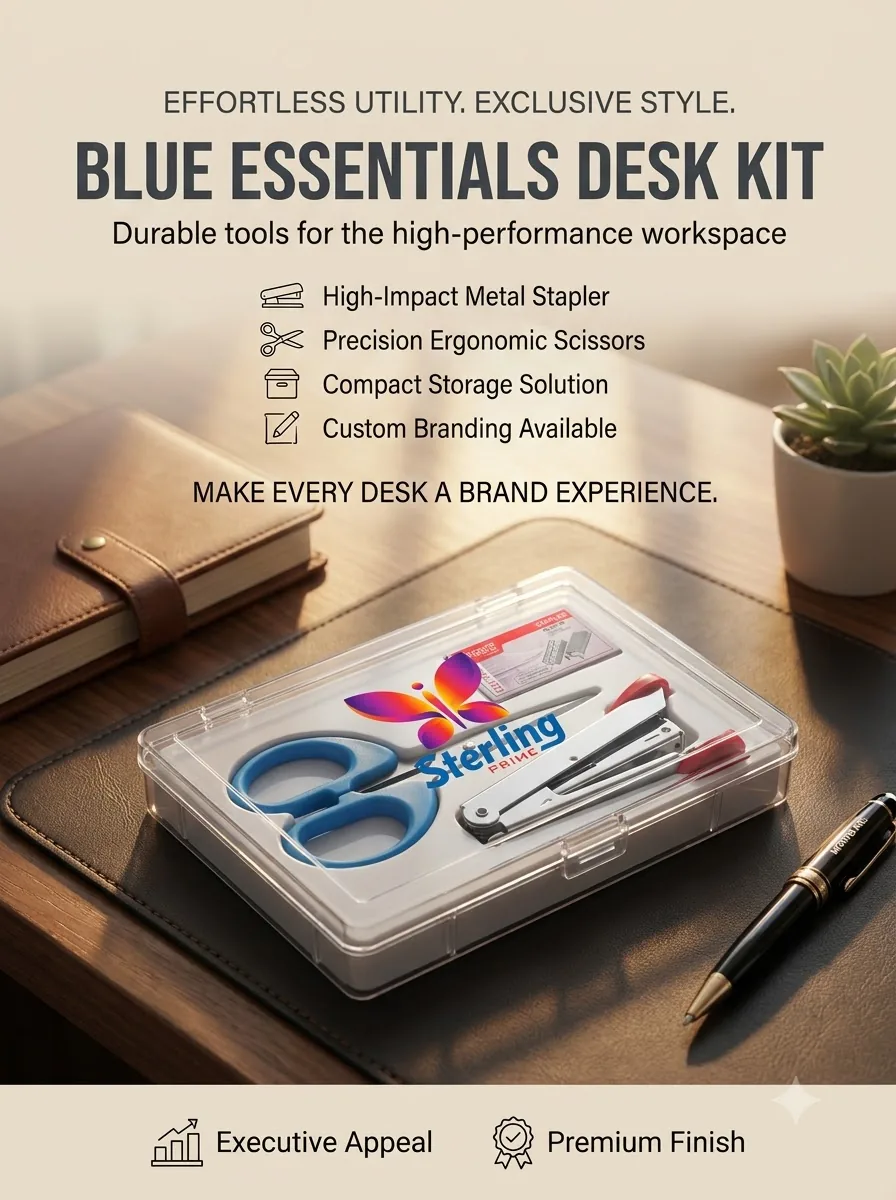 EFFORTLESS UTILITY. EXCLUSIVE STYLE.
BLUE ESSENTIALS DESK KIT
Durable tools for the high-performance workspace
High-Impact Metal Stapler
Precision Ergonomic Scissors
Compact Storage Solution
Custom Branding Available
MAKE EVERY DESK A BRAND EXPERIENCE.
Sterling
PRIME
Executive Appeal
Premium Finish